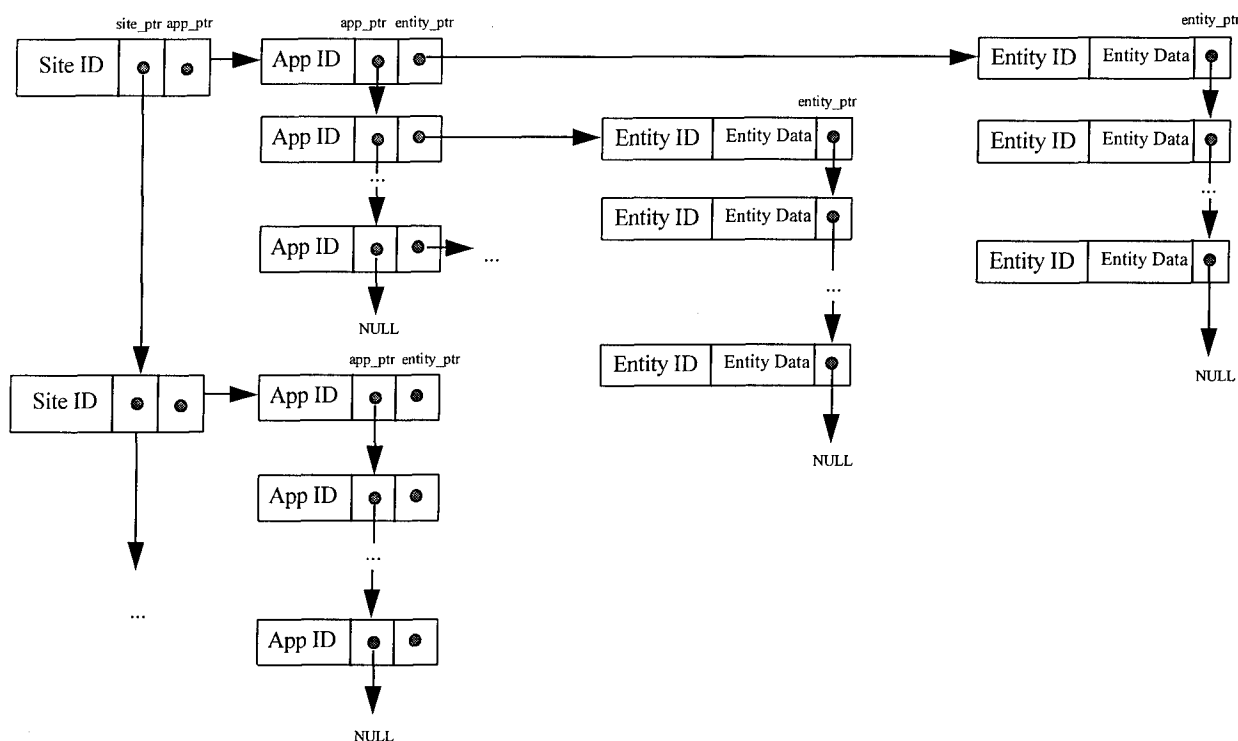 site_ptr app_ptr app_ptr entity_ptr entity_ptr
Site ID App ID Entity ID Entity Data
entity_ptr
App ID Entity ID Entity Data Entity ID Entity Data
... ...
Entity ID Entity Data
App ID ... Entity ID Entity Data
...
NULL
app_ptr entity_ptr Entity ID Entity Data NULL
Site ID App ID
NULL
App ID
...
...
App ID
NULL